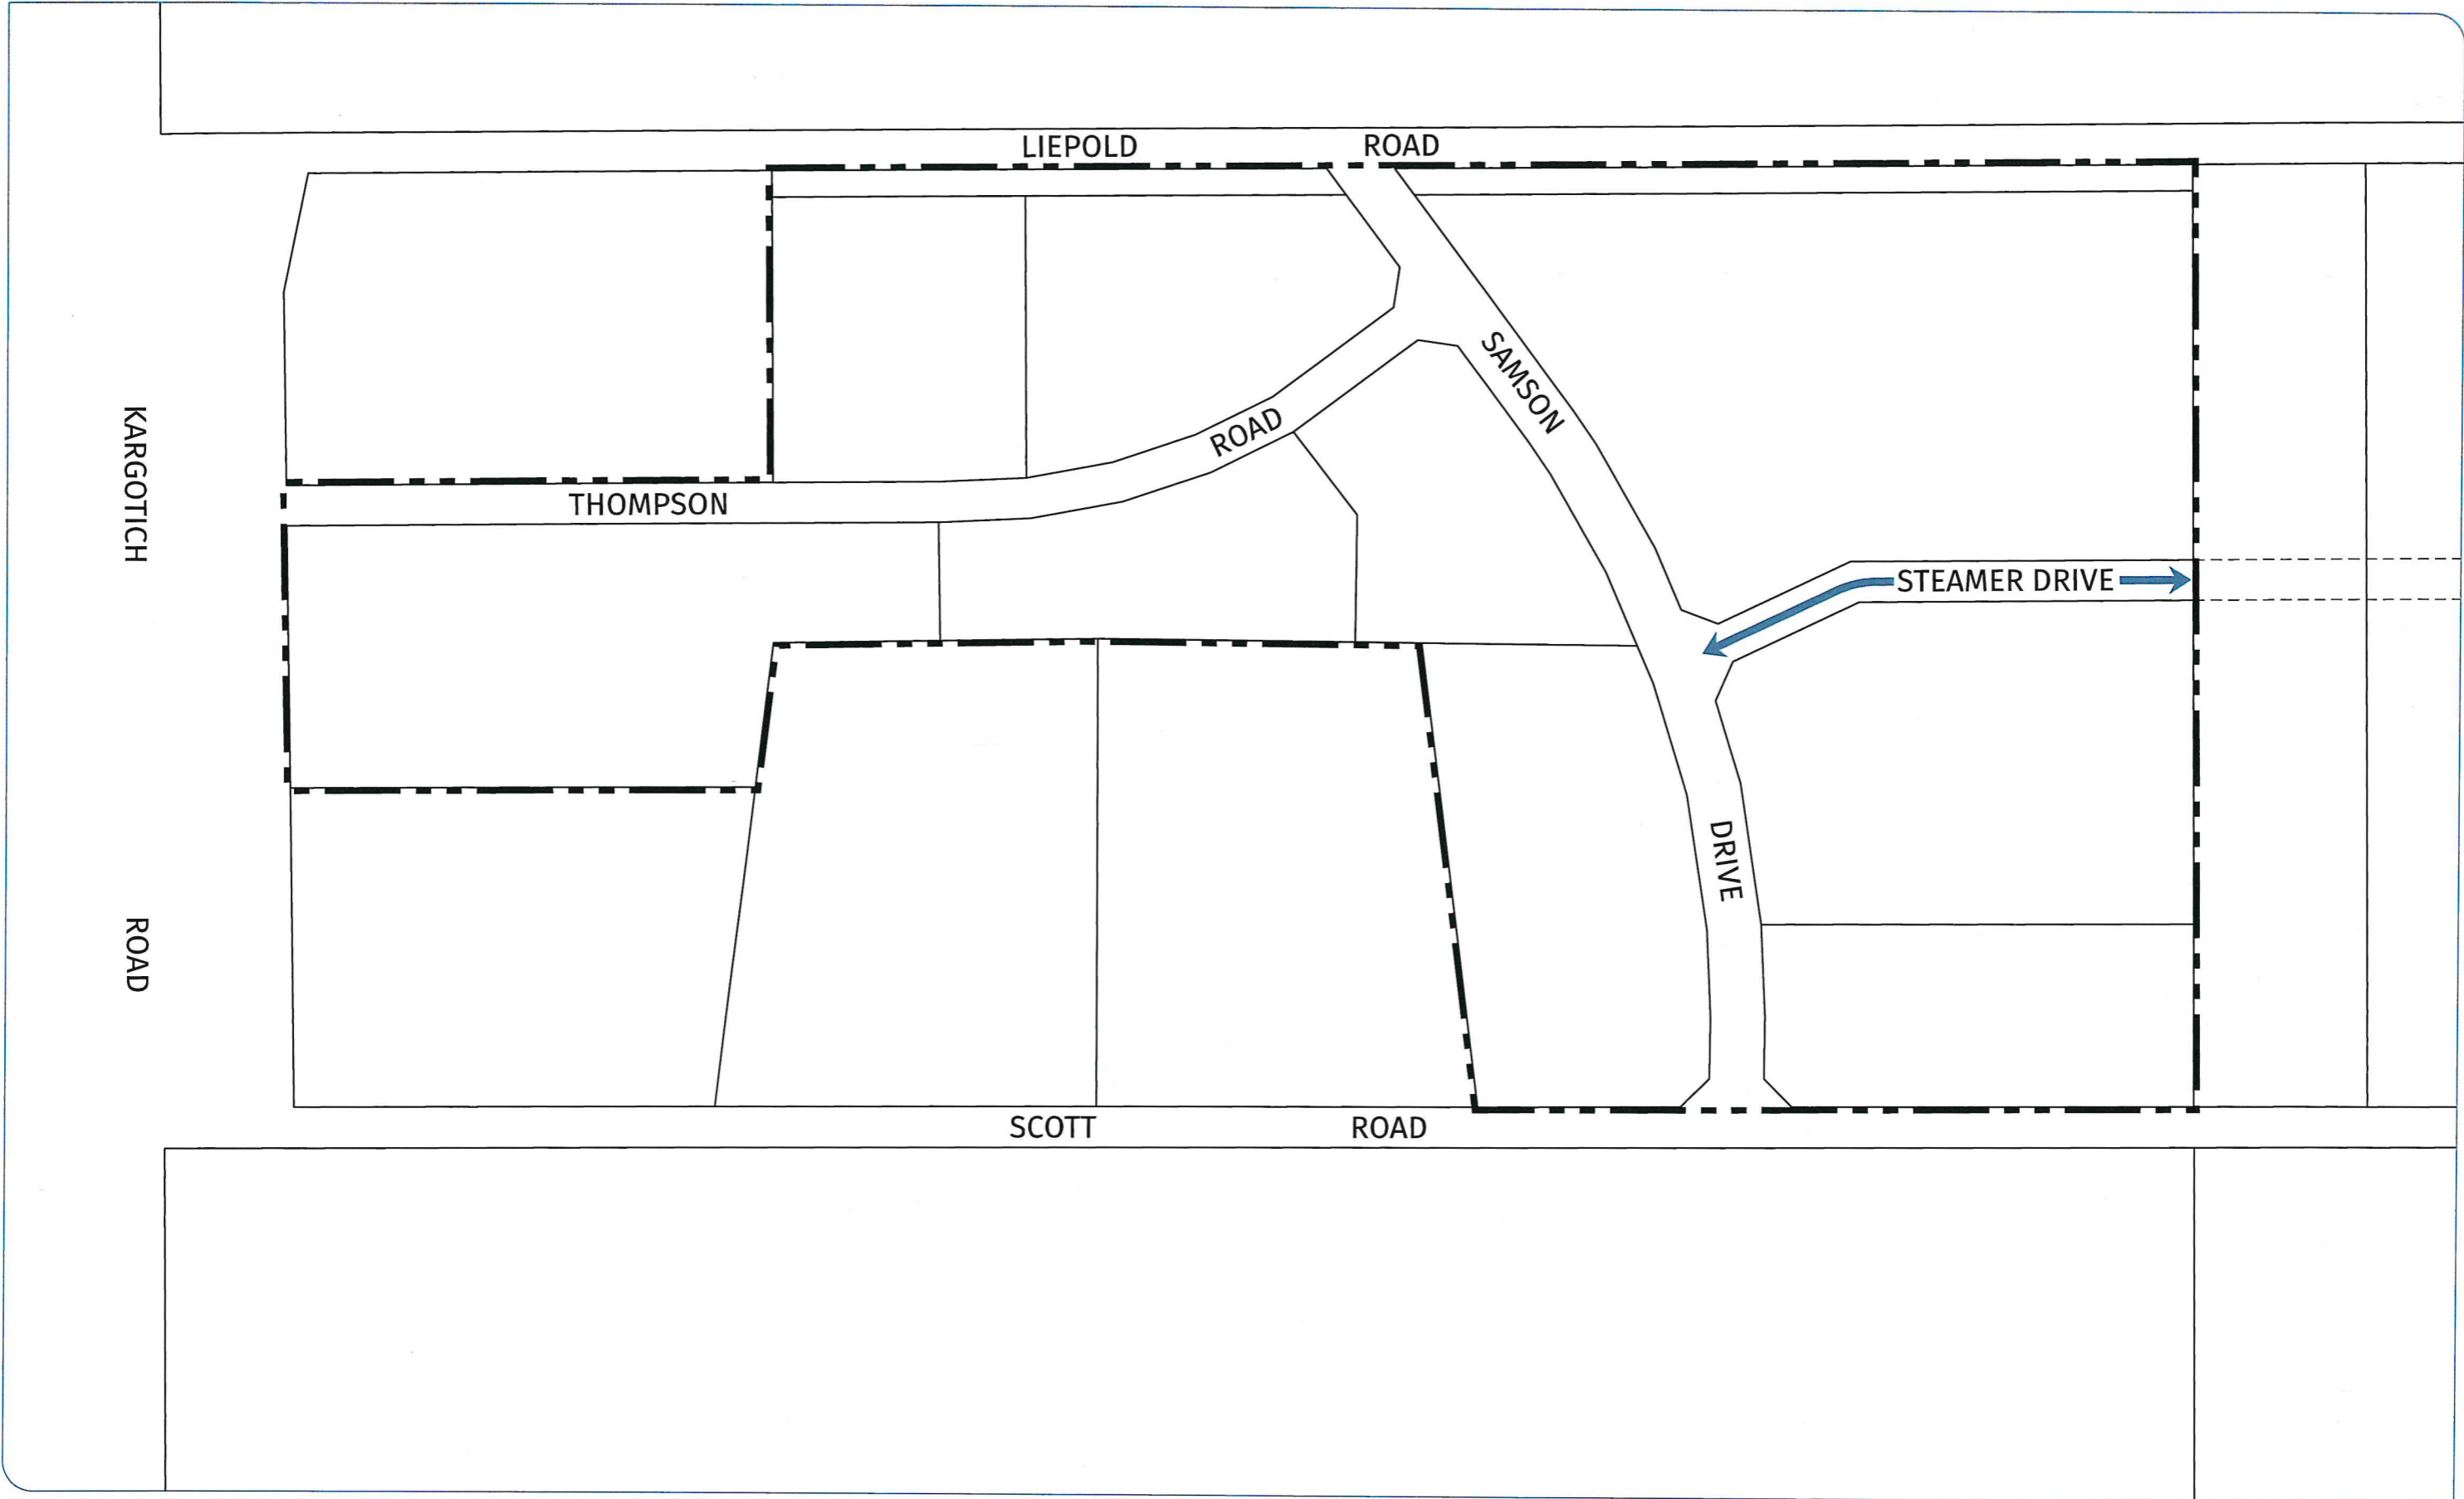 LIEPOLD ROAD
SAMSON DRIVE
THOMPSON ROAD
KARGOTICH ROAD
STEAMER DRIVE
SCOTT ROAD